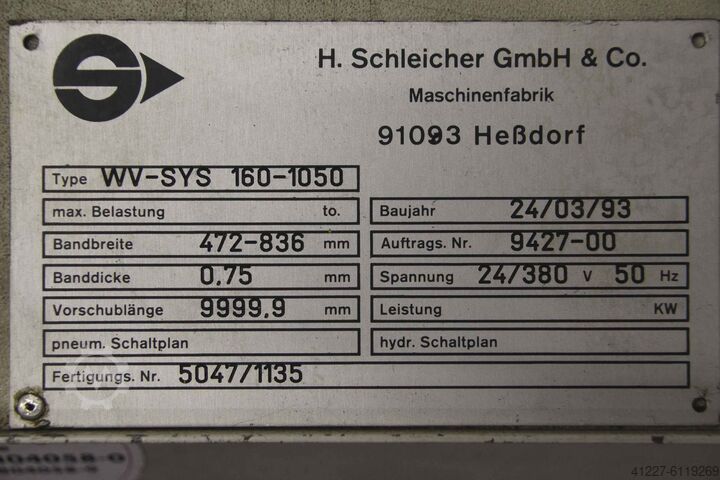 H. Schleicher GmbH & Co.
Maschinenfabrik
91093 Heßdorf
Type WV-SYS 160-1050
max. Belastung to.
Baujahr 24/03/93
Bandbreite 472-836 mm
Auftrags. Nr. 9427-00
Banddicke 0,75 mm
Spannung 24/380 V 50 Hz
Vorschublänge 9999,9 mm
Leistung KW
pneum. Schaltplan
hydr. Schaltplan
Fertigungs. Nr. 5047/1135
41227-6119269